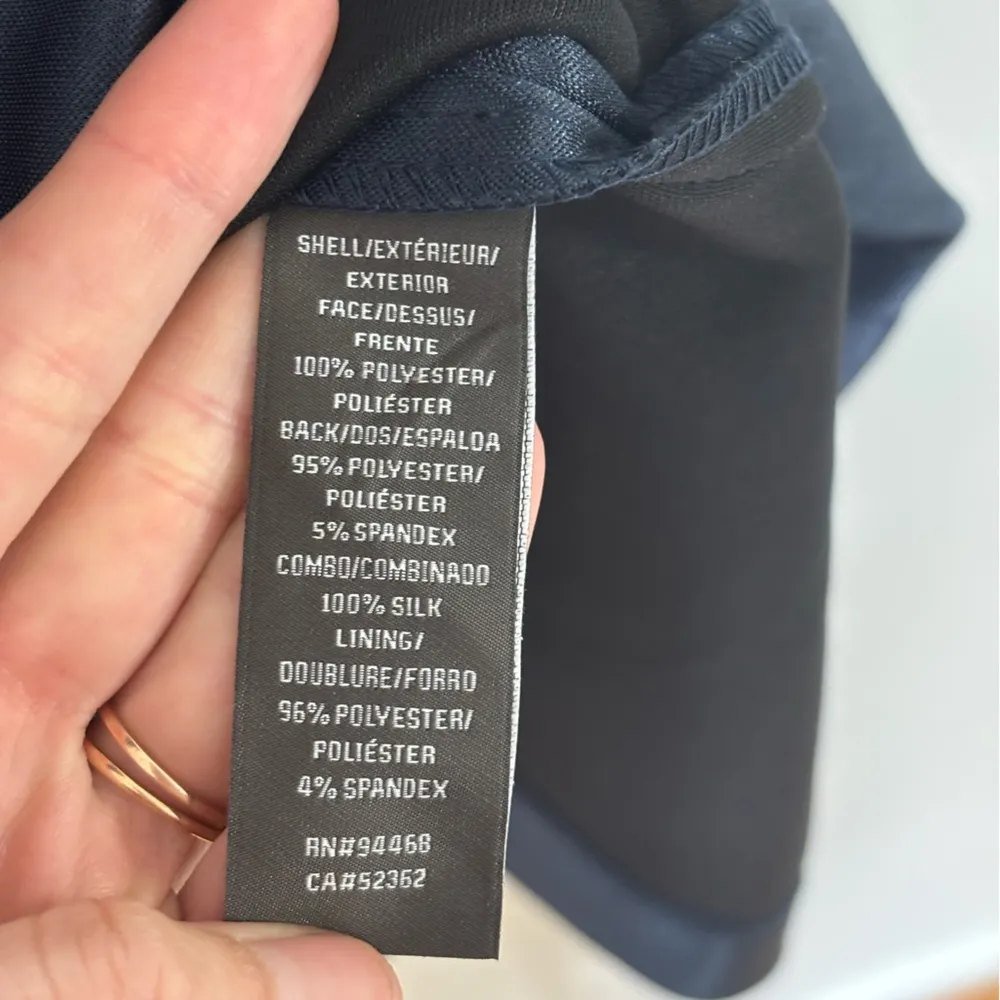 SHELL/EXTÉRIEUR/
EXTERIOR
FACE/DESSUS/
FRENTE
100% POLYESTER/
POLIÉSTER
BACK/DOS/ESPALDA
95% POLYESTER/
POLIÉSTER
5% SPANDEX
COMBO/COMBINADO
100% SILK
LINING/
DOUBLURE/FORRO
96% POLYESTER/
POLIÉSTER
4% SPANDEX
RN#94468
CA#52362